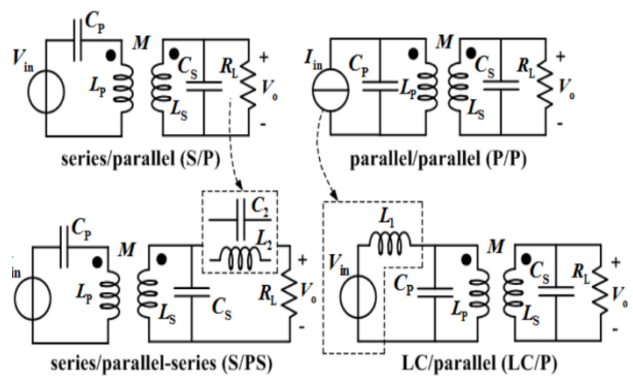 C_P M
V_in L_P L_S C_S R_L + V_o -
series/parallel (S/P)
I_in C_P L_P M L_S C_S R_L + V_o -
parallel/parallel (P/P)
C_P M C_2 L_2
in L_P L_S C_S R_L + V_o -
series/parallel-series (S/PS)
L_1 M
V_in C_P L_P L_S C_S R_L + V_o -
LC/parallel (LC/P)